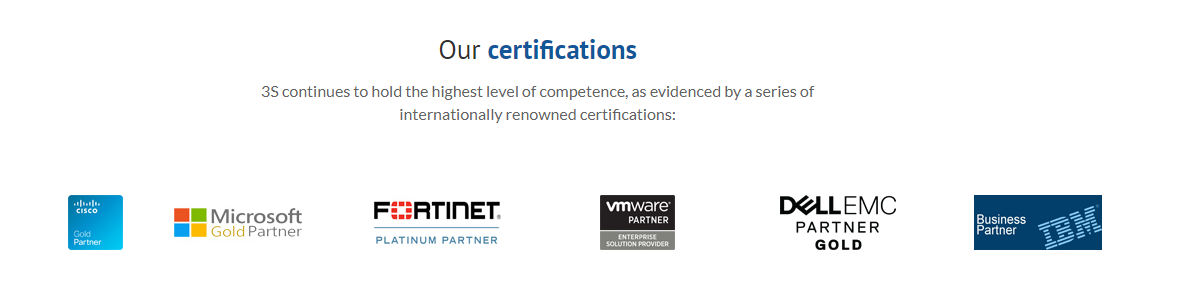 Our certifications
3S continues to hold the highest level of competence, as evidenced by a series of
internationally renowned certifications:
CISCO
Gold
Partner
Microsoft
Gold Partner
FORTINET®
PLATINUM PARTNER
vmware®
PARTNER
ENTERPRISE
SOLUTION PROVIDER
DELL EMC
PARTNER
GOLD
Business
Partner
IBM